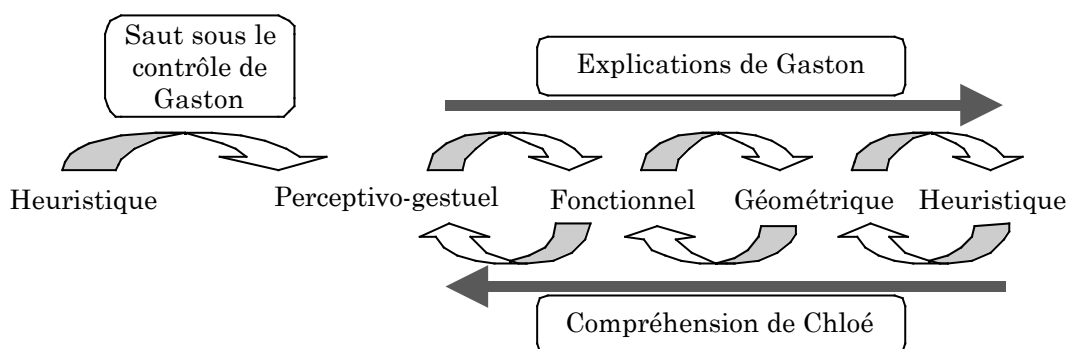 Saut sous le
contrôle de
Gaston
Explications de Gaston
Heuristique
Perceptivo-gestuel
Fonctionnel
Géométrique
Heuristique
Compréhension de Chloé